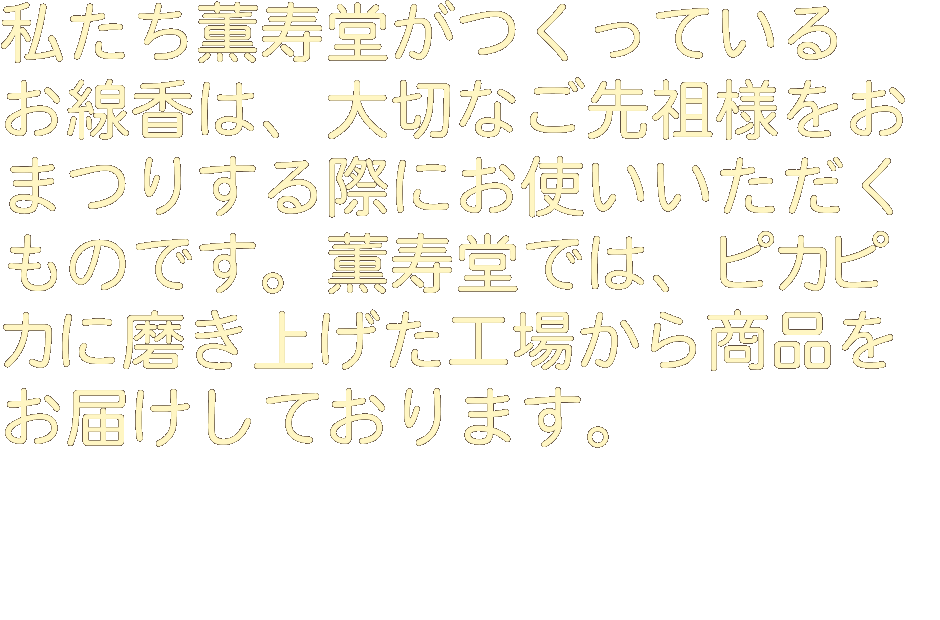 私たち薫寿堂がつくっている
お線香は、大切なご先祖様をお
まつりする際にお使いいただく
ものです。薫寿堂では、ピカピ
カに磨き上げた工場から商品を
お届けしております。